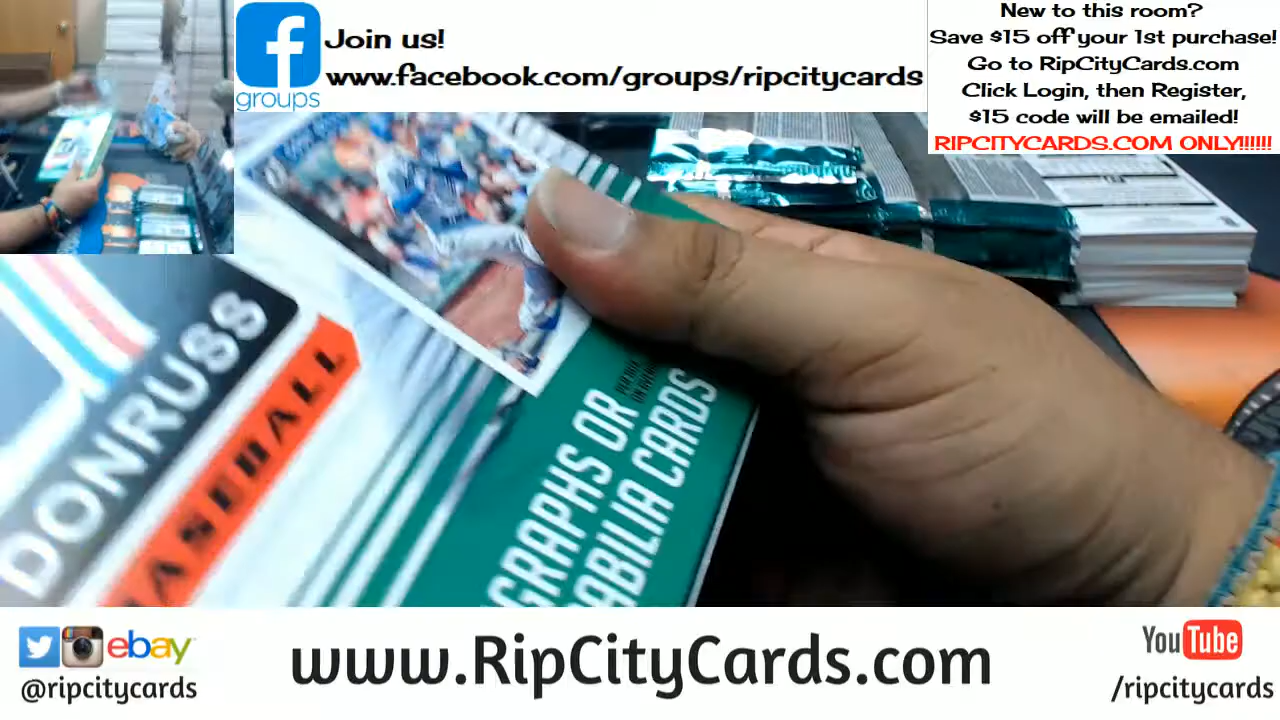 Join us!
www.facebook.com/groups/ripcitycards
groups
New to this room?
Save $15 off your 1st purchase!
Go to RipCityCards.com
Click Login, then Register,
$15 code will be emailed!
RIPCITYCARDS.COM ONLY!!!!!!
DONRUSS
ASEBALL
GRAPHS OR
ABILIA CARDS
ebay
@ripcitycards
www.RipCityCards.com
YouTube
/ripcitycards